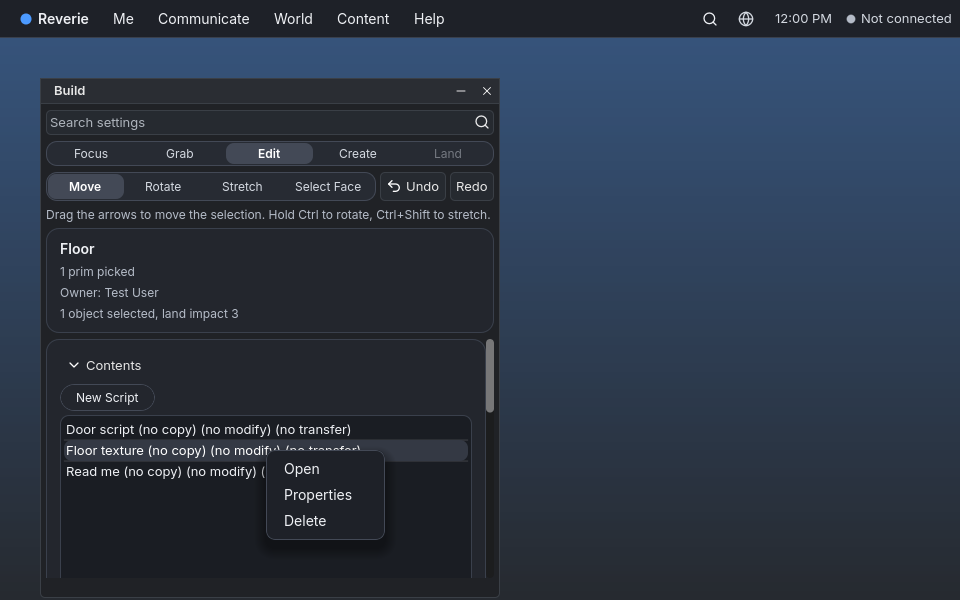 Reverie Me Communicate World Content Help 12:00 PM Not connected
Build
Search settings
Focus Grab Edit Create Land
Move Rotate Stretch Select Face Undo Redo
Drag the arrows to move the selection. Hold Ctrl to rotate, Ctrl+Shift to stretch.
Floor
1 prim picked
Owner: Test User
1 object selected, land impact 3
Contents
New Script
Door script (no copy) (no modify) (no transfer)
Floor texture (no copy) (no modify) (no transfer)
Read me (no copy) (no modify) (
Open
Properties
Delete